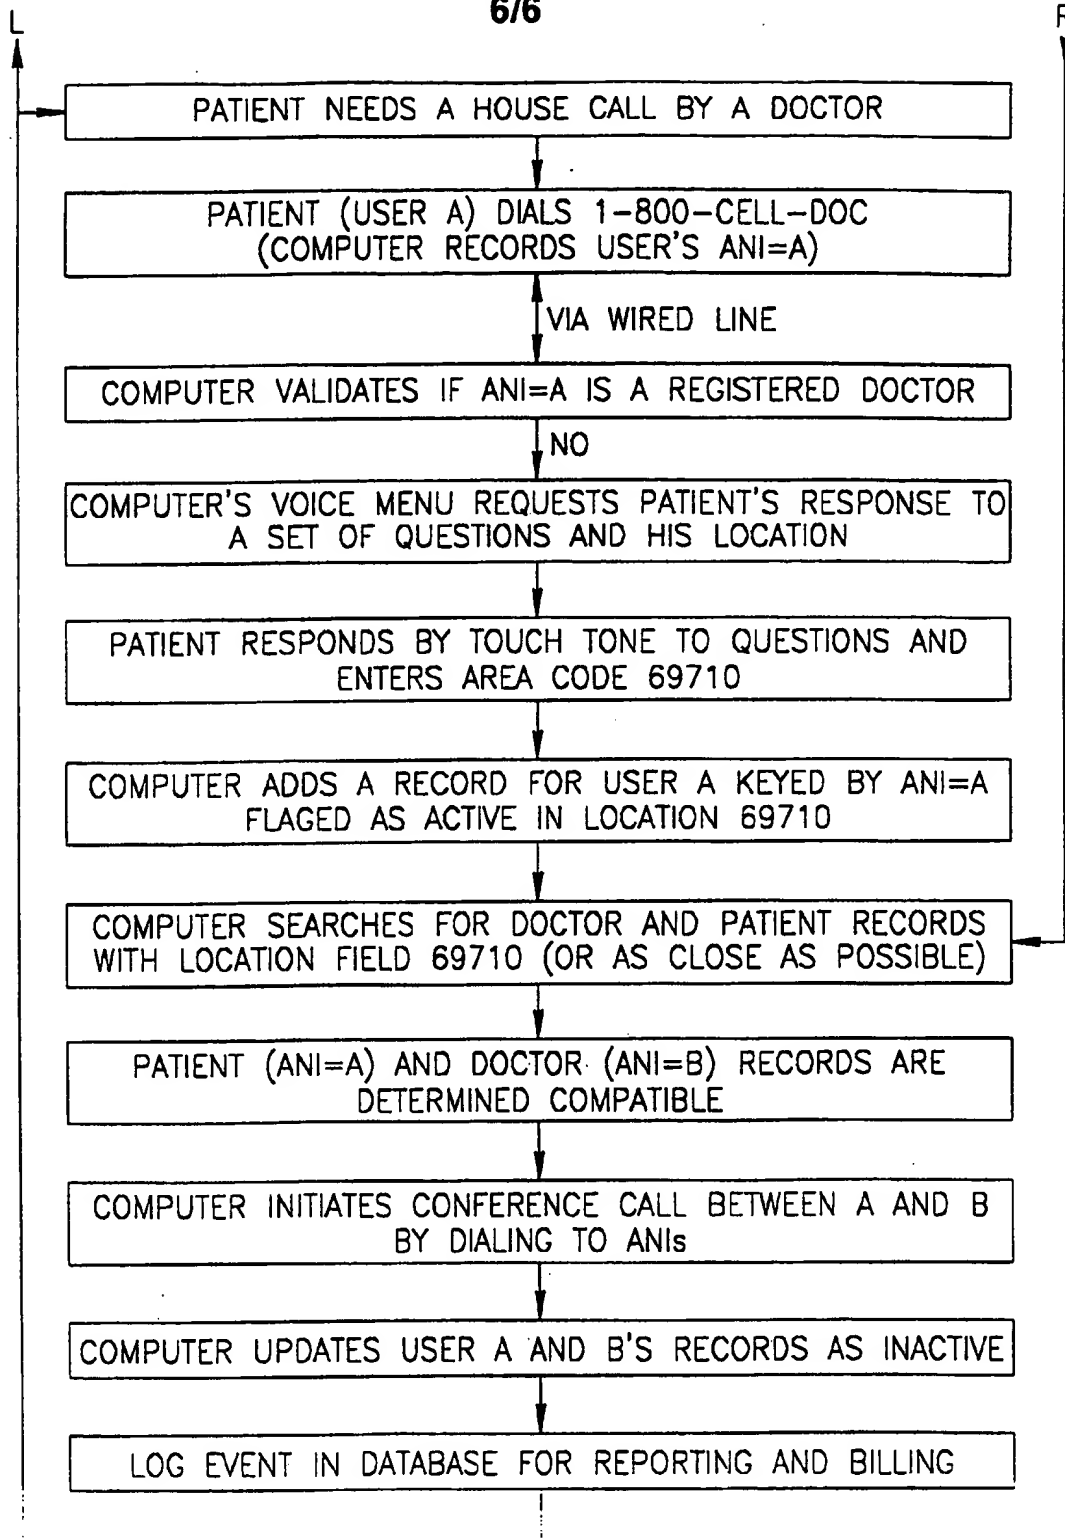 6/6
L
PATIENT NEEDS A HOUSE CALL BY A DOCTOR
PATIENT (USER A) DIALS 1-800-CELL-DOC
(COMPUTER RECORDS USER'S ANI=A)
VIA WIRED LINE
COMPUTER VALIDATES IF ANI=A IS A REGISTERED DOCTOR
NO
COMPUTER'S VOICE MENU REQUESTS PATIENT'S RESPONSE TO
A SET OF QUESTIONS AND HIS LOCATION
PATIENT RESPONDS BY TOUCH TONE TO QUESTIONS AND
ENTERS AREA CODE 69710
COMPUTER ADDS A RECORD FOR USER A KEYED BY ANI=A
FLAGED AS ACTIVE IN LOCATION 69710
COMPUTER SEARCHES FOR DOCTOR AND PATIENT RECORDS
WITH LOCATION FIELD 69710 (OR AS CLOSE AS POSSIBLE)
PATIENT (ANI=A) AND DOCTOR (ANI=B) RECORDS ARE
DETERMINED COMPATIBLE
COMPUTER INITIATES CONFERENCE CALL BETWEEN A AND B
BY DIALING TO ANIs
COMPUTER UPDATES USER A AND B'S RECORDS AS INACTIVE
LOG EVENT IN DATABASE FOR REPORTING AND BILLING